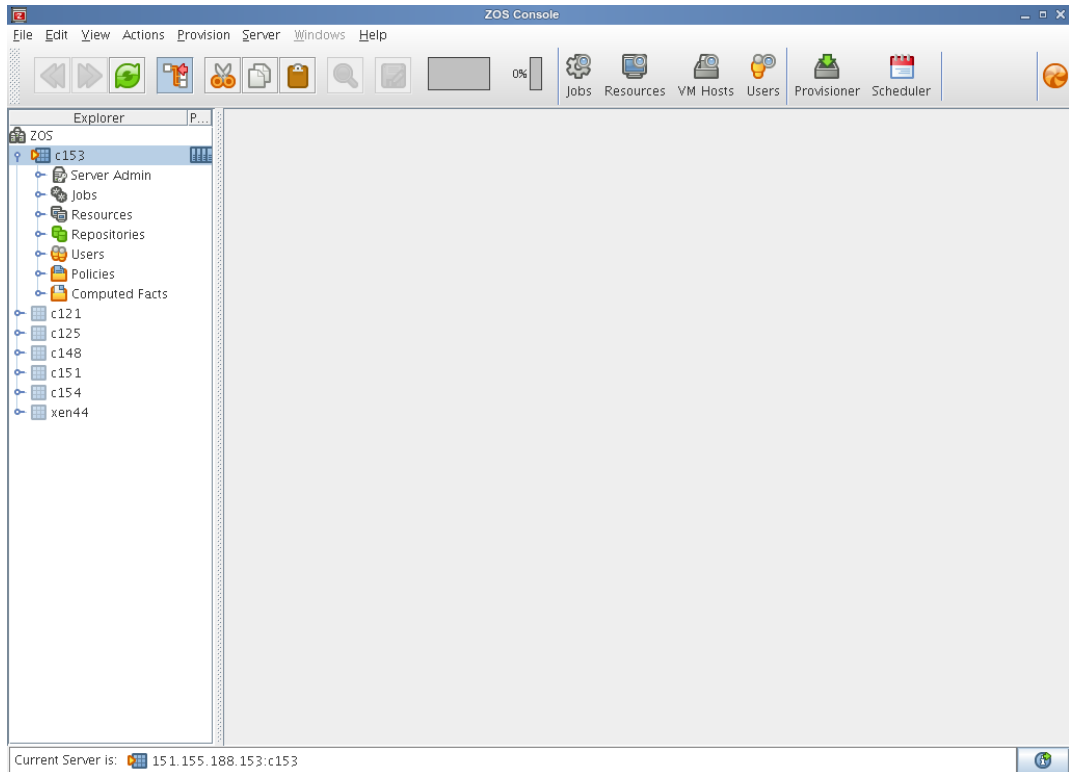 ZOS Console
File Edit View Actions Provision Server Windows Help
0%
Jobs Resources VM Hosts Users Provisioner Scheduler
Explorer P...
ZOS
c153
Server Admin
Jobs
Resources
Repositories
Users
Policies
Computed Facts
c121
c125
c148
c151
c154
xen44
Current Server is: 151.155.188.153:c153